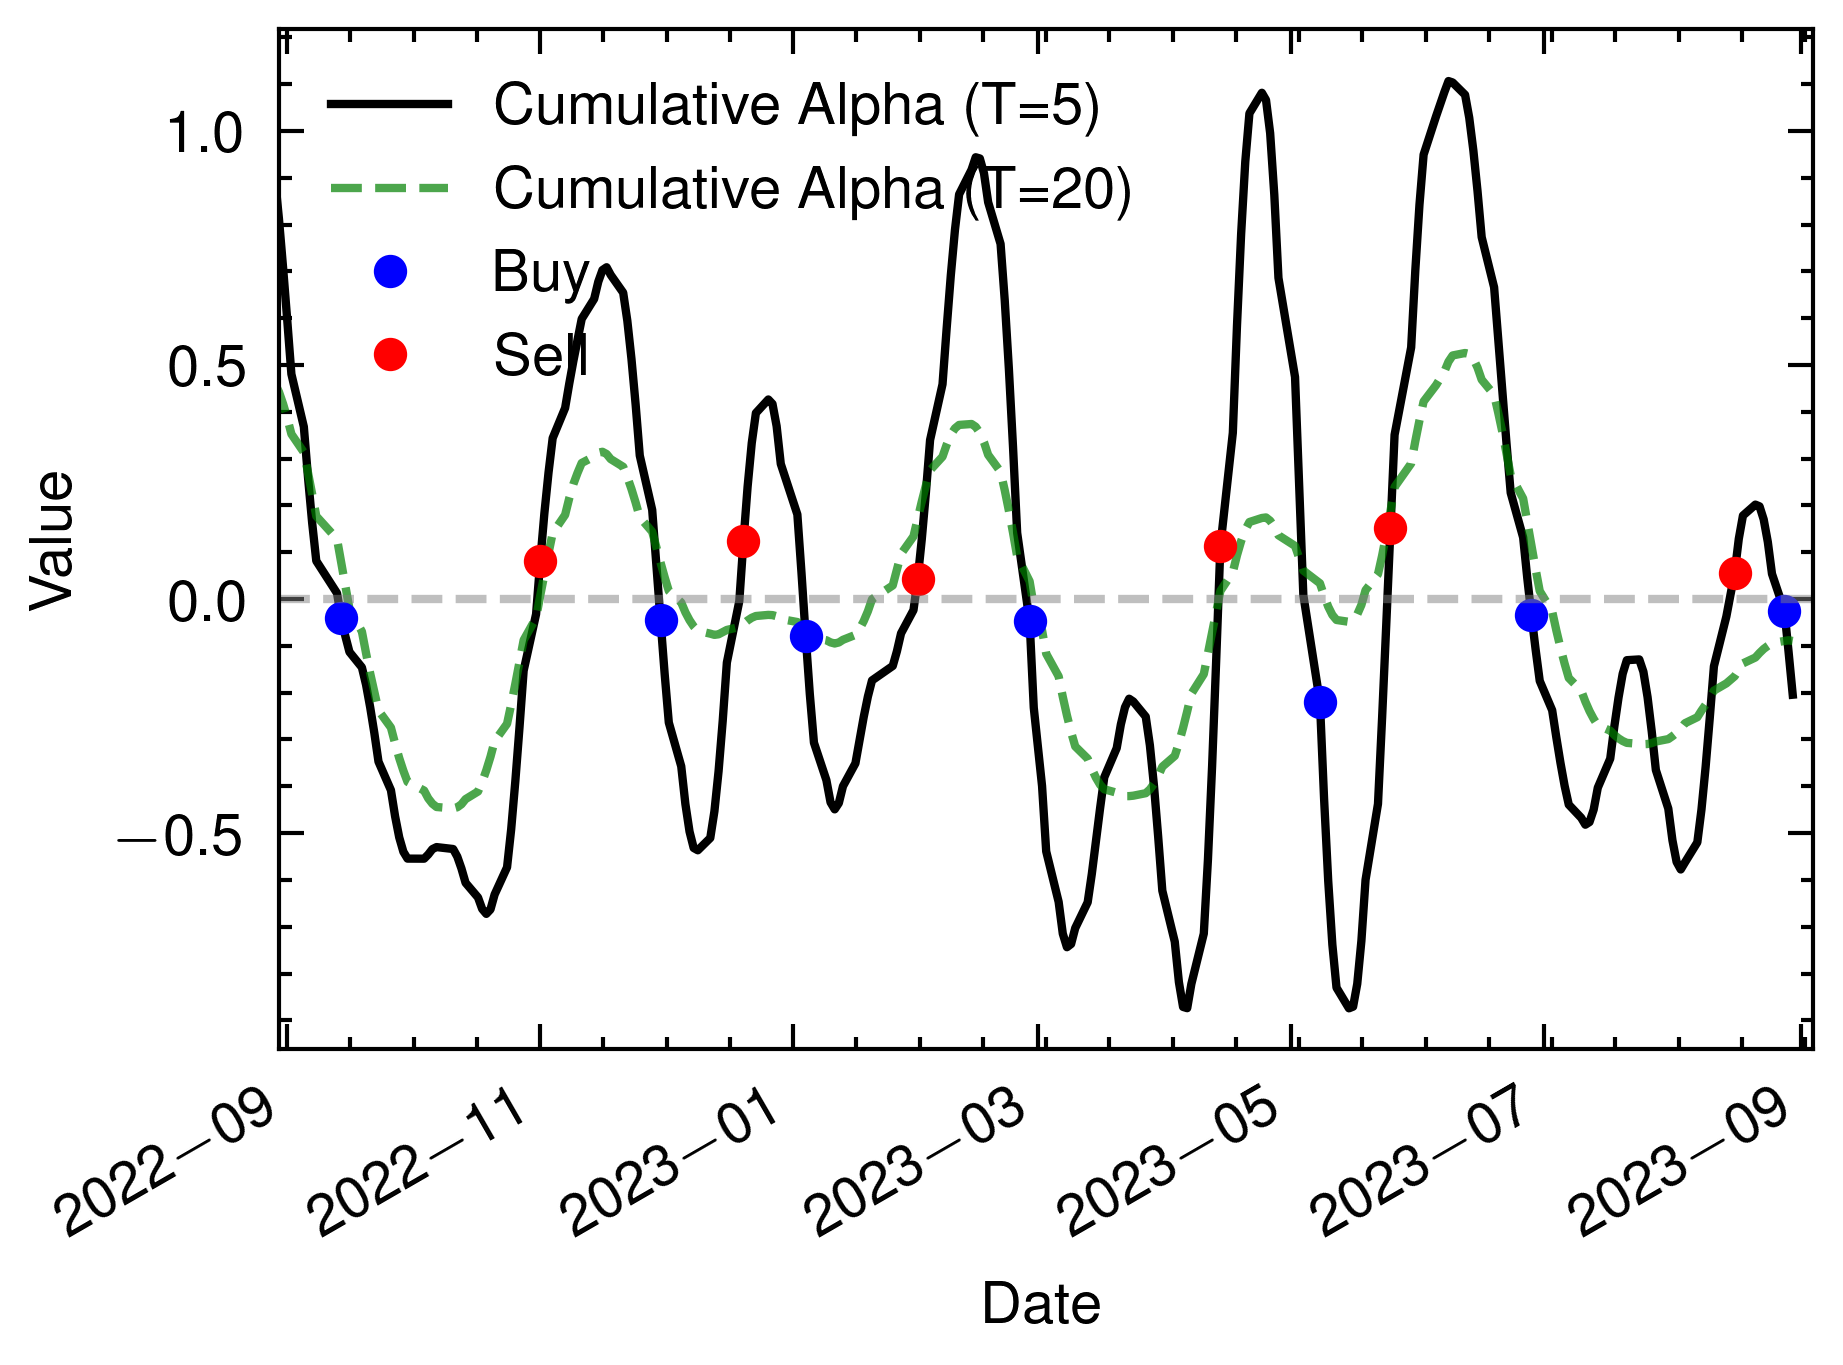 Cumulative Alpha (T=5)
Cumulative Alpha (T=20)
Buy
Sell
1.0
0.5
0.0
−0.5
Value
2022−09
2022−11
2023−01
2023−03
2023−05
2023−07
2023−09
Date